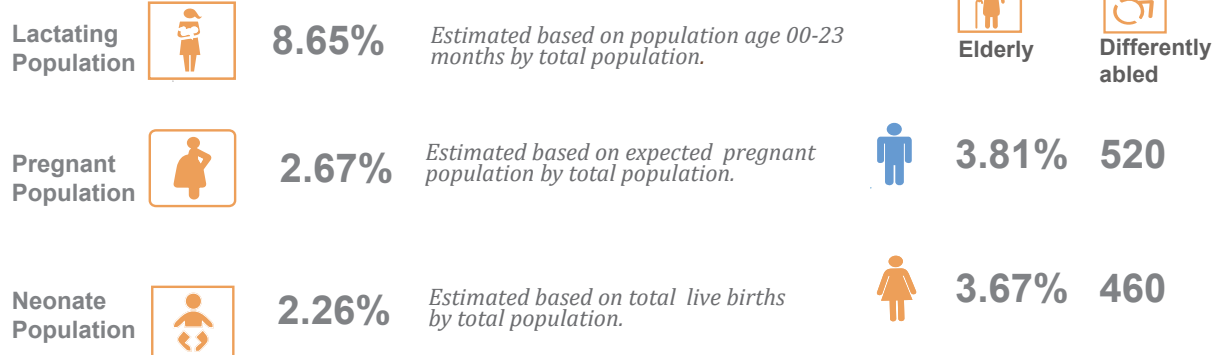 Lactating
Population
8.65%
Estimated based on population age 00-23
months by total population.
Pregnant
Population
2.67%
Estimated based on expected pregnant
population by total population.
Neonate
Population
2.26%
Estimated based on total live births
by total population.
Elderly
Differently
abled
3.81% 520
3.67% 460